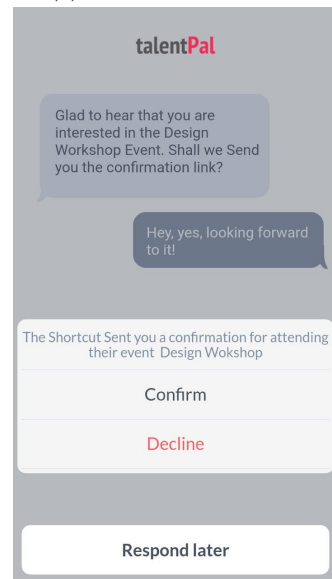 talentPal
Glad to hear that you are
interested in the Design
Workshop Event. Shall we Send
you the confirmation link?
Hey, yes, looking forward
to it!
The Shortcut Sent you a confirmation for attending
their event Design Wokshop
Confirm
Decline
Respond later